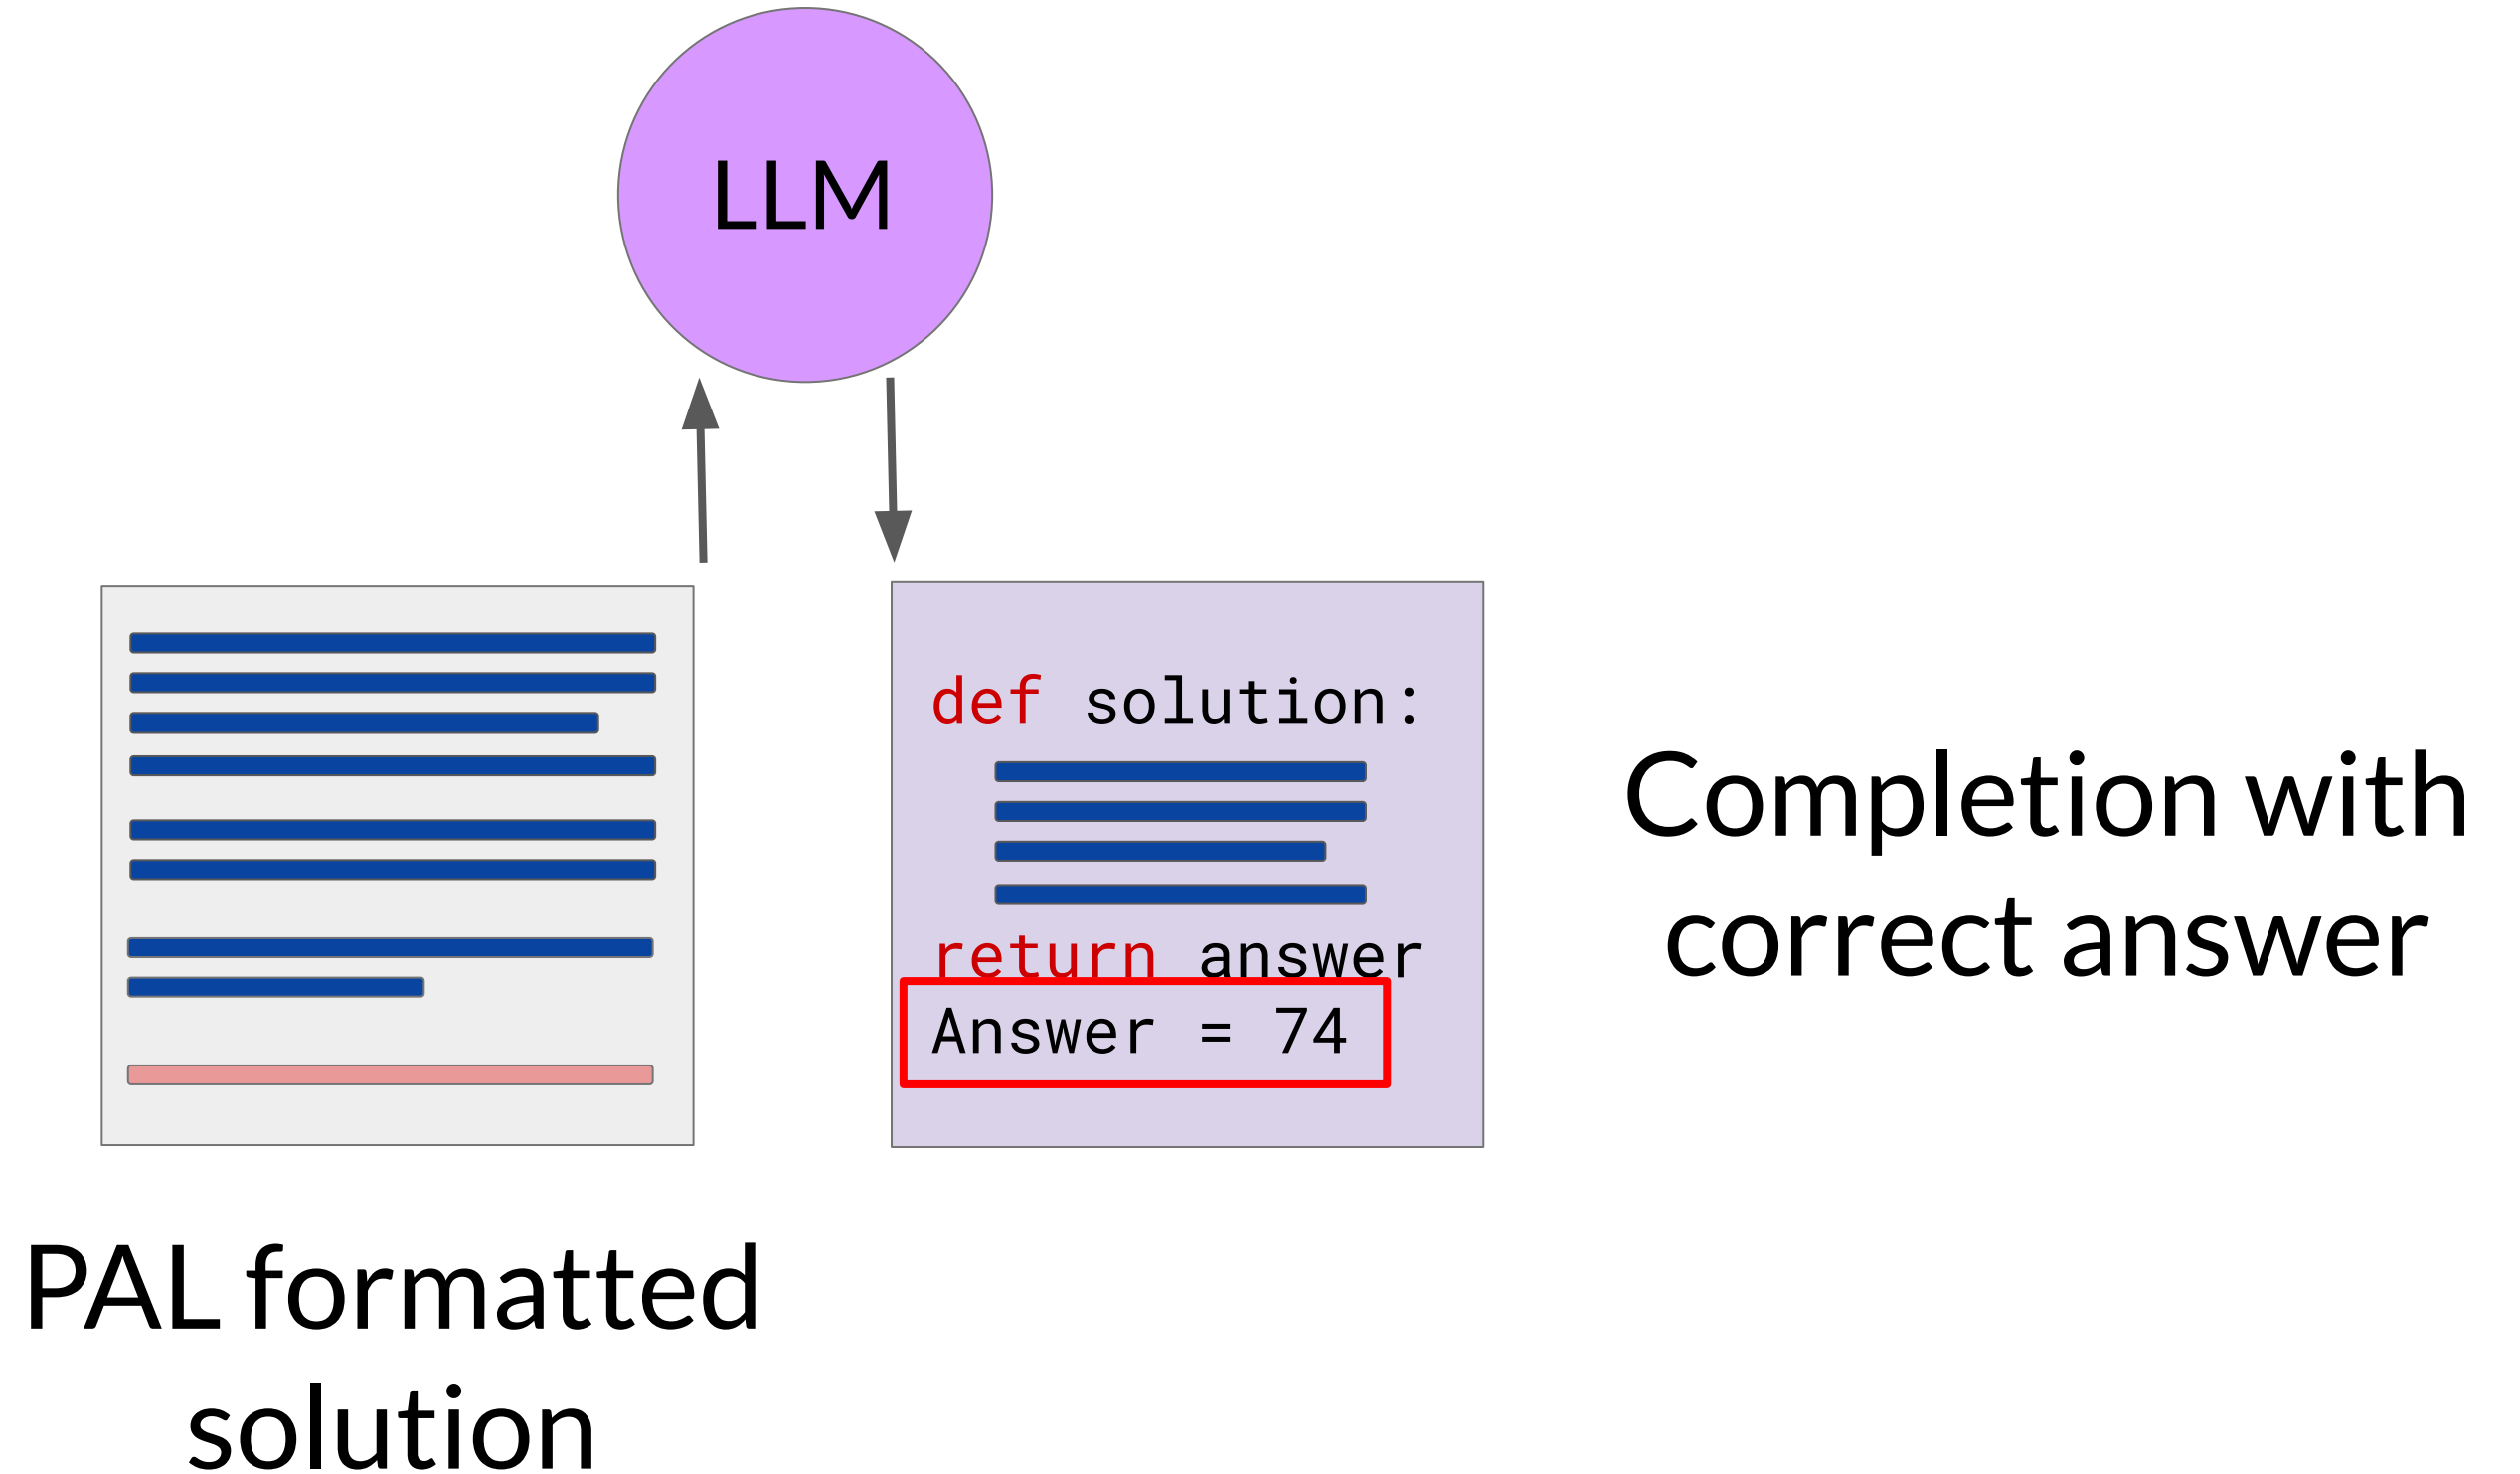 LLM
def solution:
return answer
Answer = 74
Completion with
correct answer
PAL formatted
solution